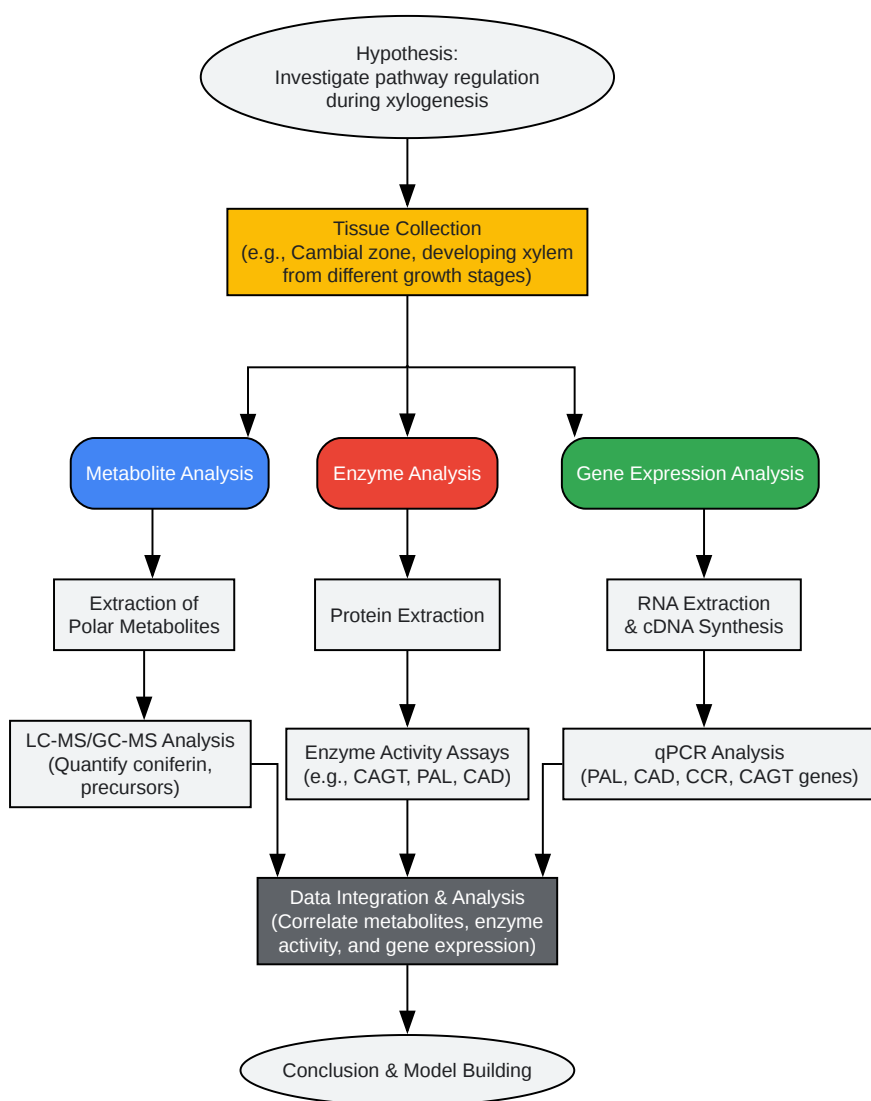 Hypothesis:
Investigate pathway regulation
during xylogenesis
Tissue Collection
(e.g., Cambial zone, developing xylem
from different growth stages)
Metabolite Analysis
Enzyme Analysis
Gene Expression Analysis
Extraction of
Polar Metabolites
Protein Extraction
RNA Extraction
& cDNA Synthesis
LC-MS/GC-MS Analysis
(Quantify coniferin,
precursors)
Enzyme Activity Assays
(e.g., CAGT, PAL, CAD)
qPCR Analysis
(PAL, CAD, CCR, CAGT genes)
Data Integration & Analysis
(Correlate metabolites, enzyme
activity, and gene expression)
Conclusion & Model Building